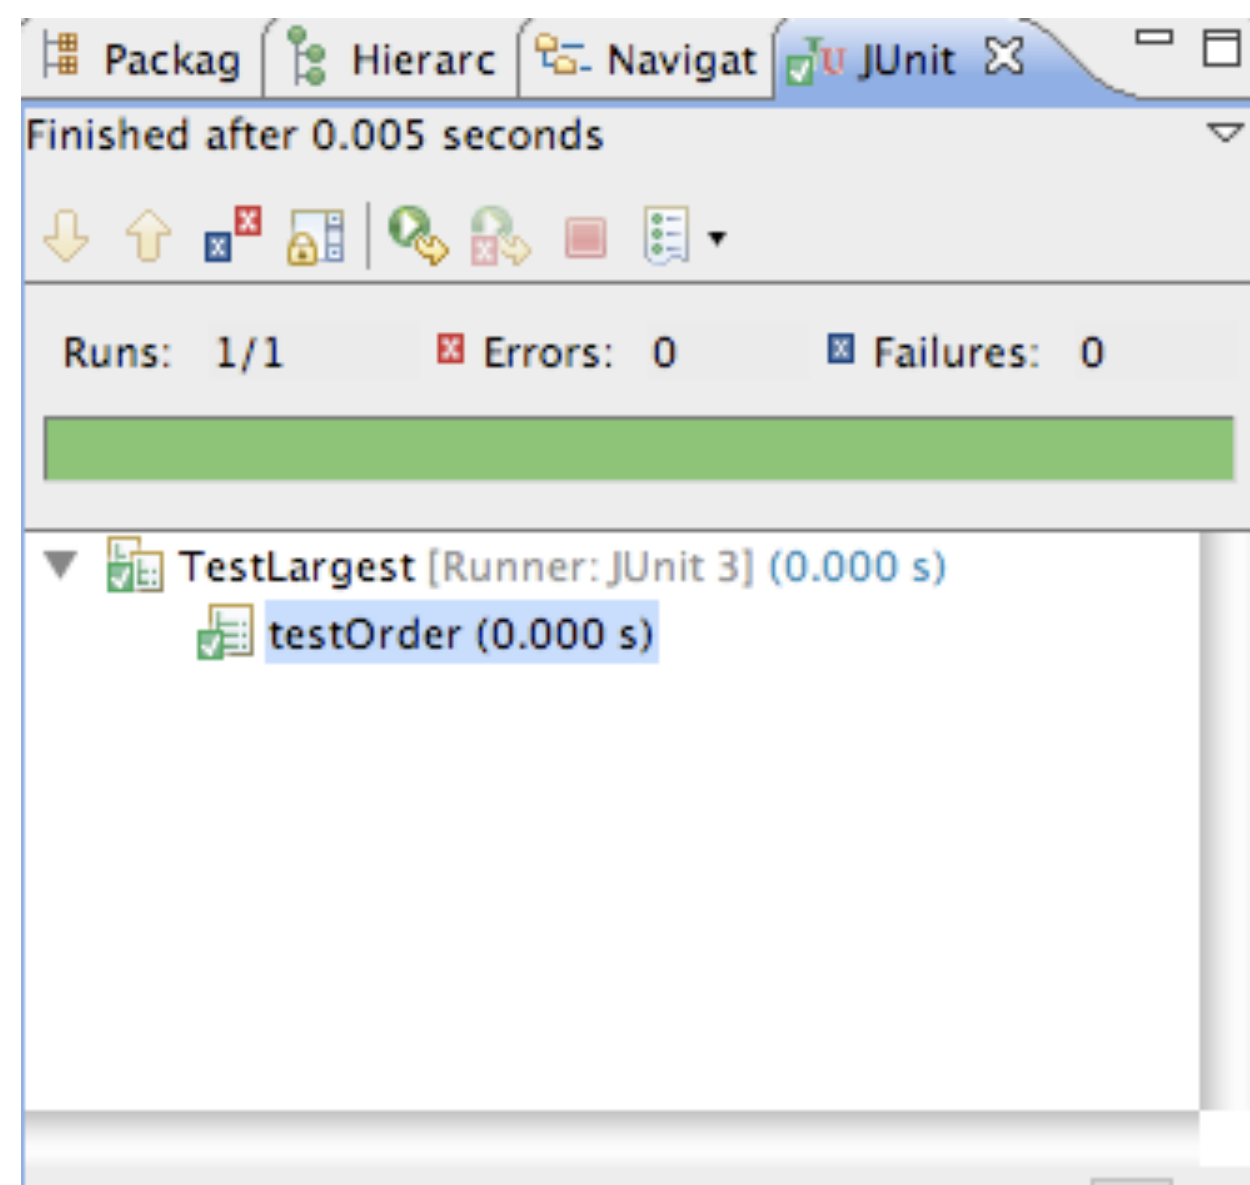 Packag Hierarc Navigat JUnit
Finished after 0.005 seconds
Runs: 1/1 Errors: 0 Failures: 0
TestLargest [Runner: JUnit 3] (0.000 s)
testOrder (0.000 s)